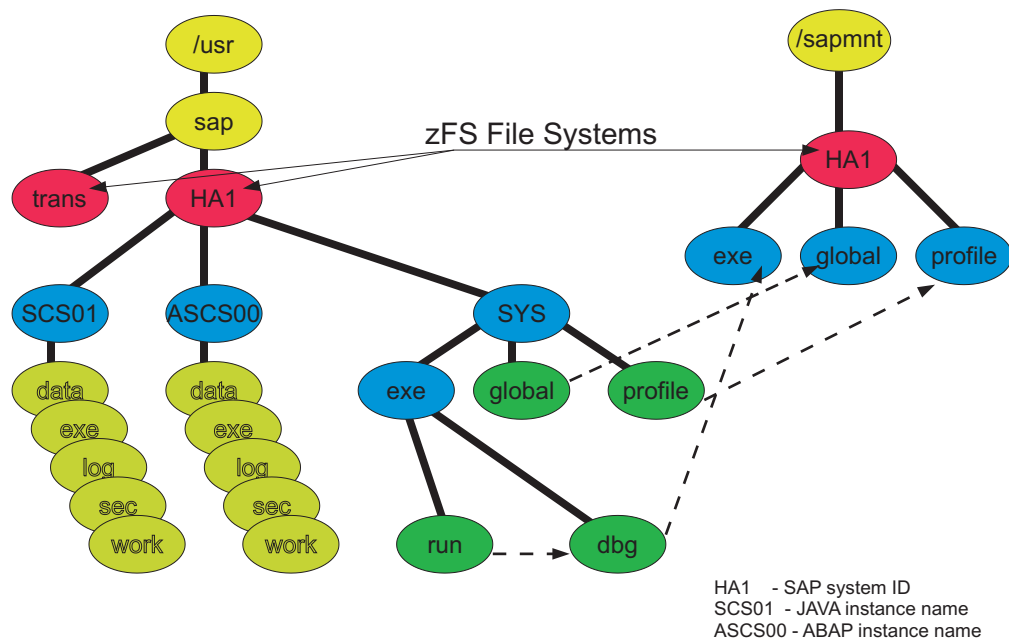 /usr
/sapmnt
sap
zFS File Systems
HA1
trans
HA1
exe
global
profile
SCS01
ASCS00
SYS
data
data
exe
global
profile
exe
exe
log
log
sec
sec
work
work
run
dbg
HA1 - SAP system ID
SCS01 - JAVA instance name
ASCS00 - ABAP instance name